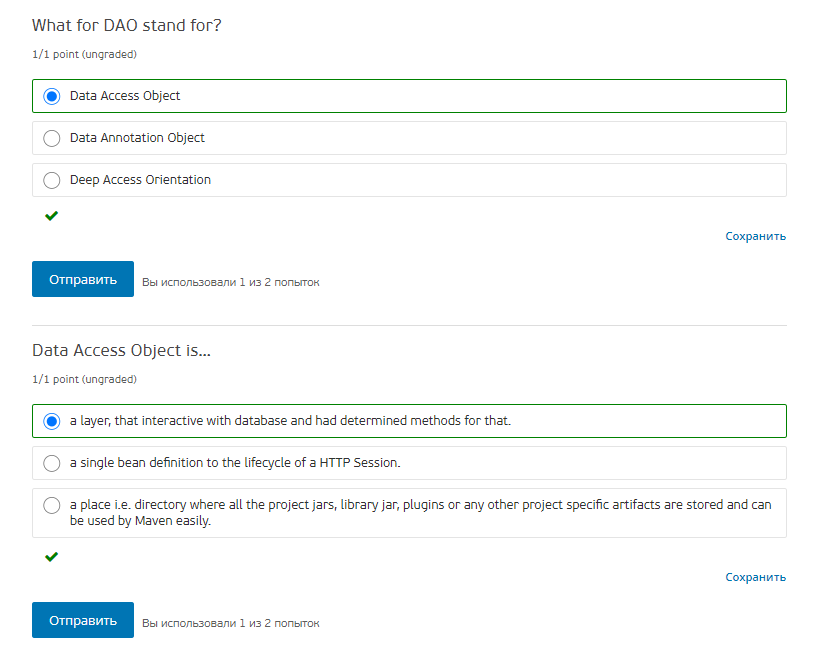 What for DAO stand for?
1/1 point (ungraded)
Data Access Object
Data Annotation Object
Deep Access Orientation
Сохранить
Отправить Вы использовали 1 из 2 попыток
Data Access Object is...
1/1 point (ungraded)
a layer, that interactive with database and had determined methods for that.
a single bean definition to the lifecycle of a HTTP Session.
a place i.e. directory where all the project jars, library jar, plugins or any other project specific artifacts are stored and can
be used by Maven easily.
Сохранить
Отправить Вы использовали 1 из 2 попыток